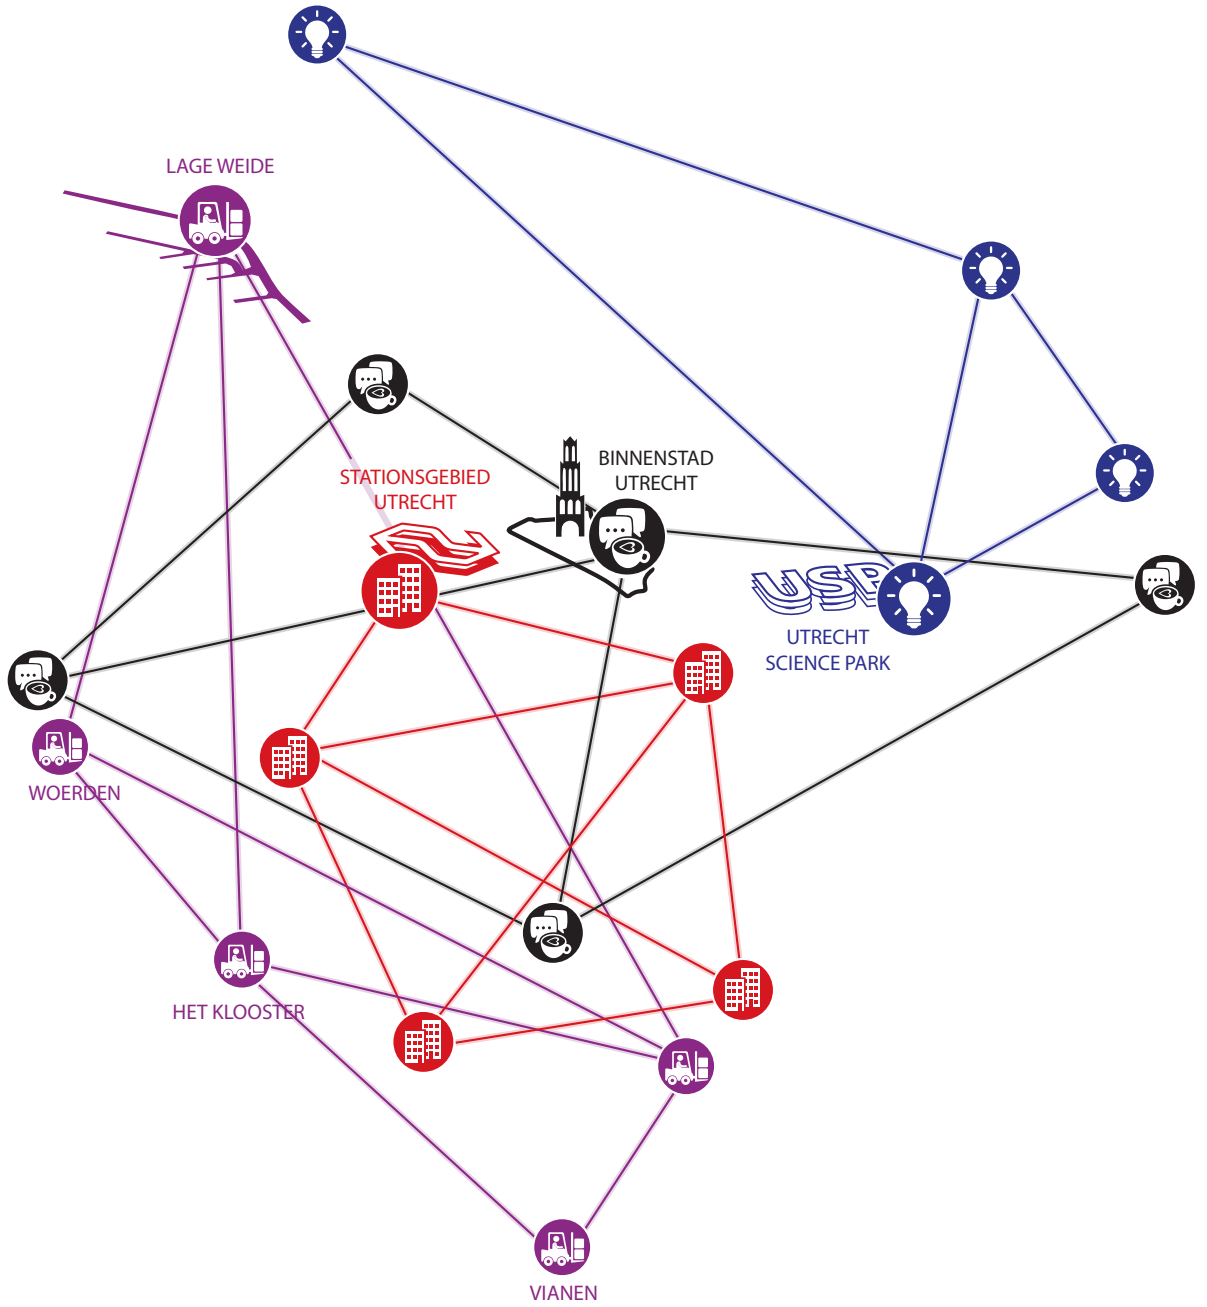 LAGE WEIDE
STATIONSGEBIED
UTRECHT
BINNENSTAD
UTRECHT
USP
UTRECHT
SCIENCE PARK
WOERDEN
HET KLOOSTER
VIANEN